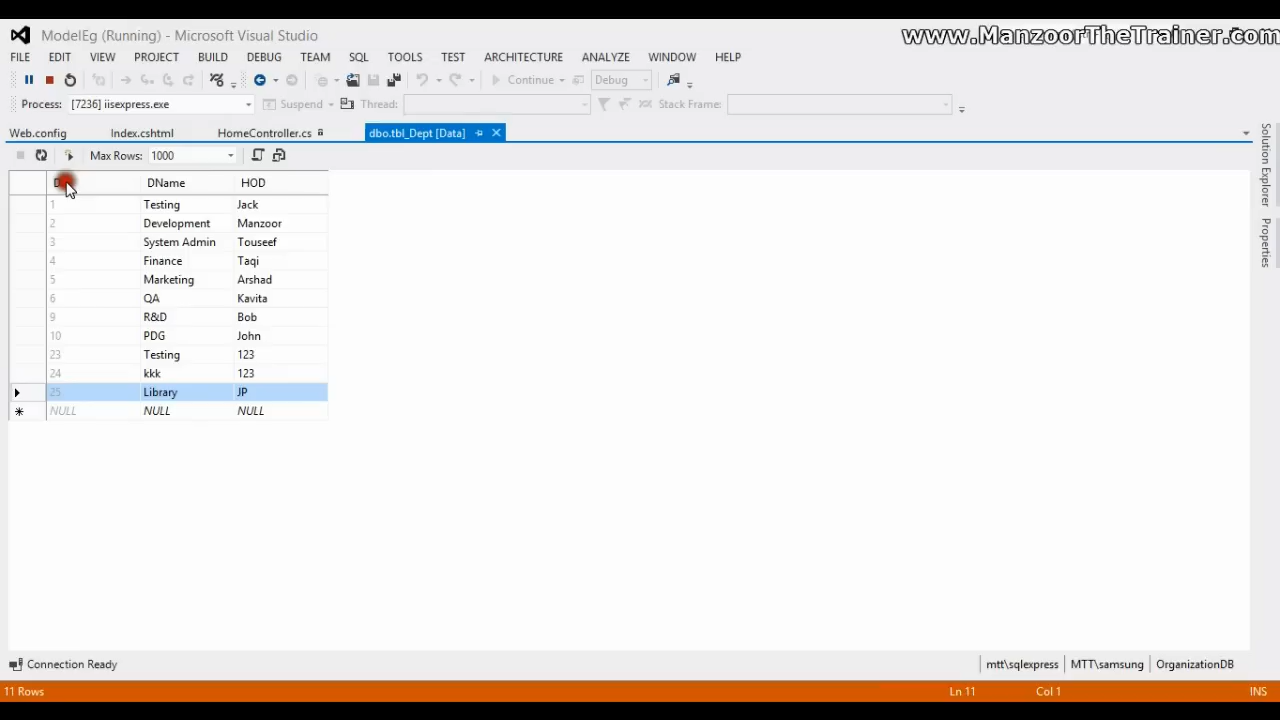 www.ManzoorTheTrainer.com
ModelEg (Running) - Microsoft Visual Studio
FILE EDIT VIEW PROJECT BUILD DEBUG TEAM SQL TOOLS TEST ARCHITECTURE ANALYZE WINDOW HELP
Continue Debug
Process: [7236] iisexpress.exe Suspend Thread: Stack Frame:
Web.config Index.cshtml HomeController.cs dbo.tbl_Dept [Data]
Max Rows: 1000
DName HOD
1 Testing Jack
2 Development Manzoor
3 System Admin Touseef
4 Finance Taqi
5 Marketing Arshad
6 QA Kavita
9 R&D Bob
10 PDG John
23 Testing 123
24 kkk 123
25 Library JP
NULL NULL NULL
Solution Explorer
Properties
Connection Ready mtt\sqlexpress MTT\samsung OrganizationDB
11 Rows Ln 11 Col 1 INS